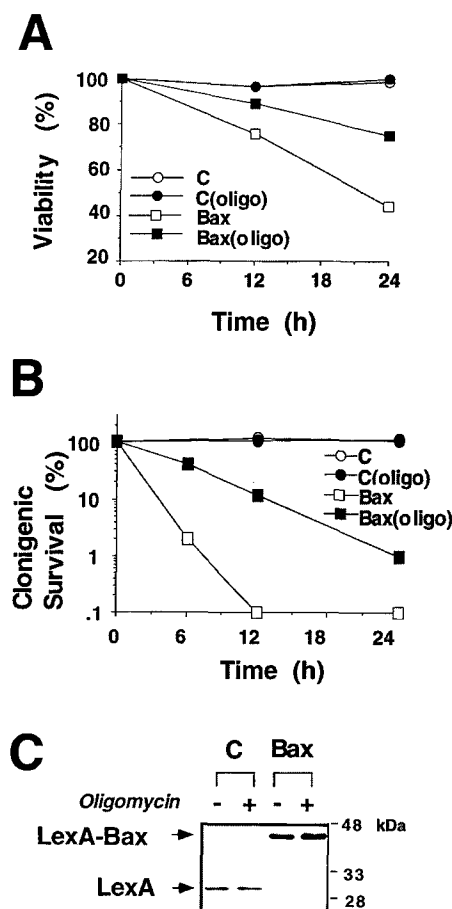 A
Viability (%)
100
80
60
40
20
C
C(oligo)
Bax
Bax(oligo)
0 6 12 18 24
Time (h)
B
Clonigenic
Survival (%)
100
10
1
.1
C
C(oligo)
Bax
Bax(oligo)
0 6 12 18 24
Time (h)
C
C Bax
Oligomycin - + - +
LexA-Bax
48 kDa
33
LexA
28